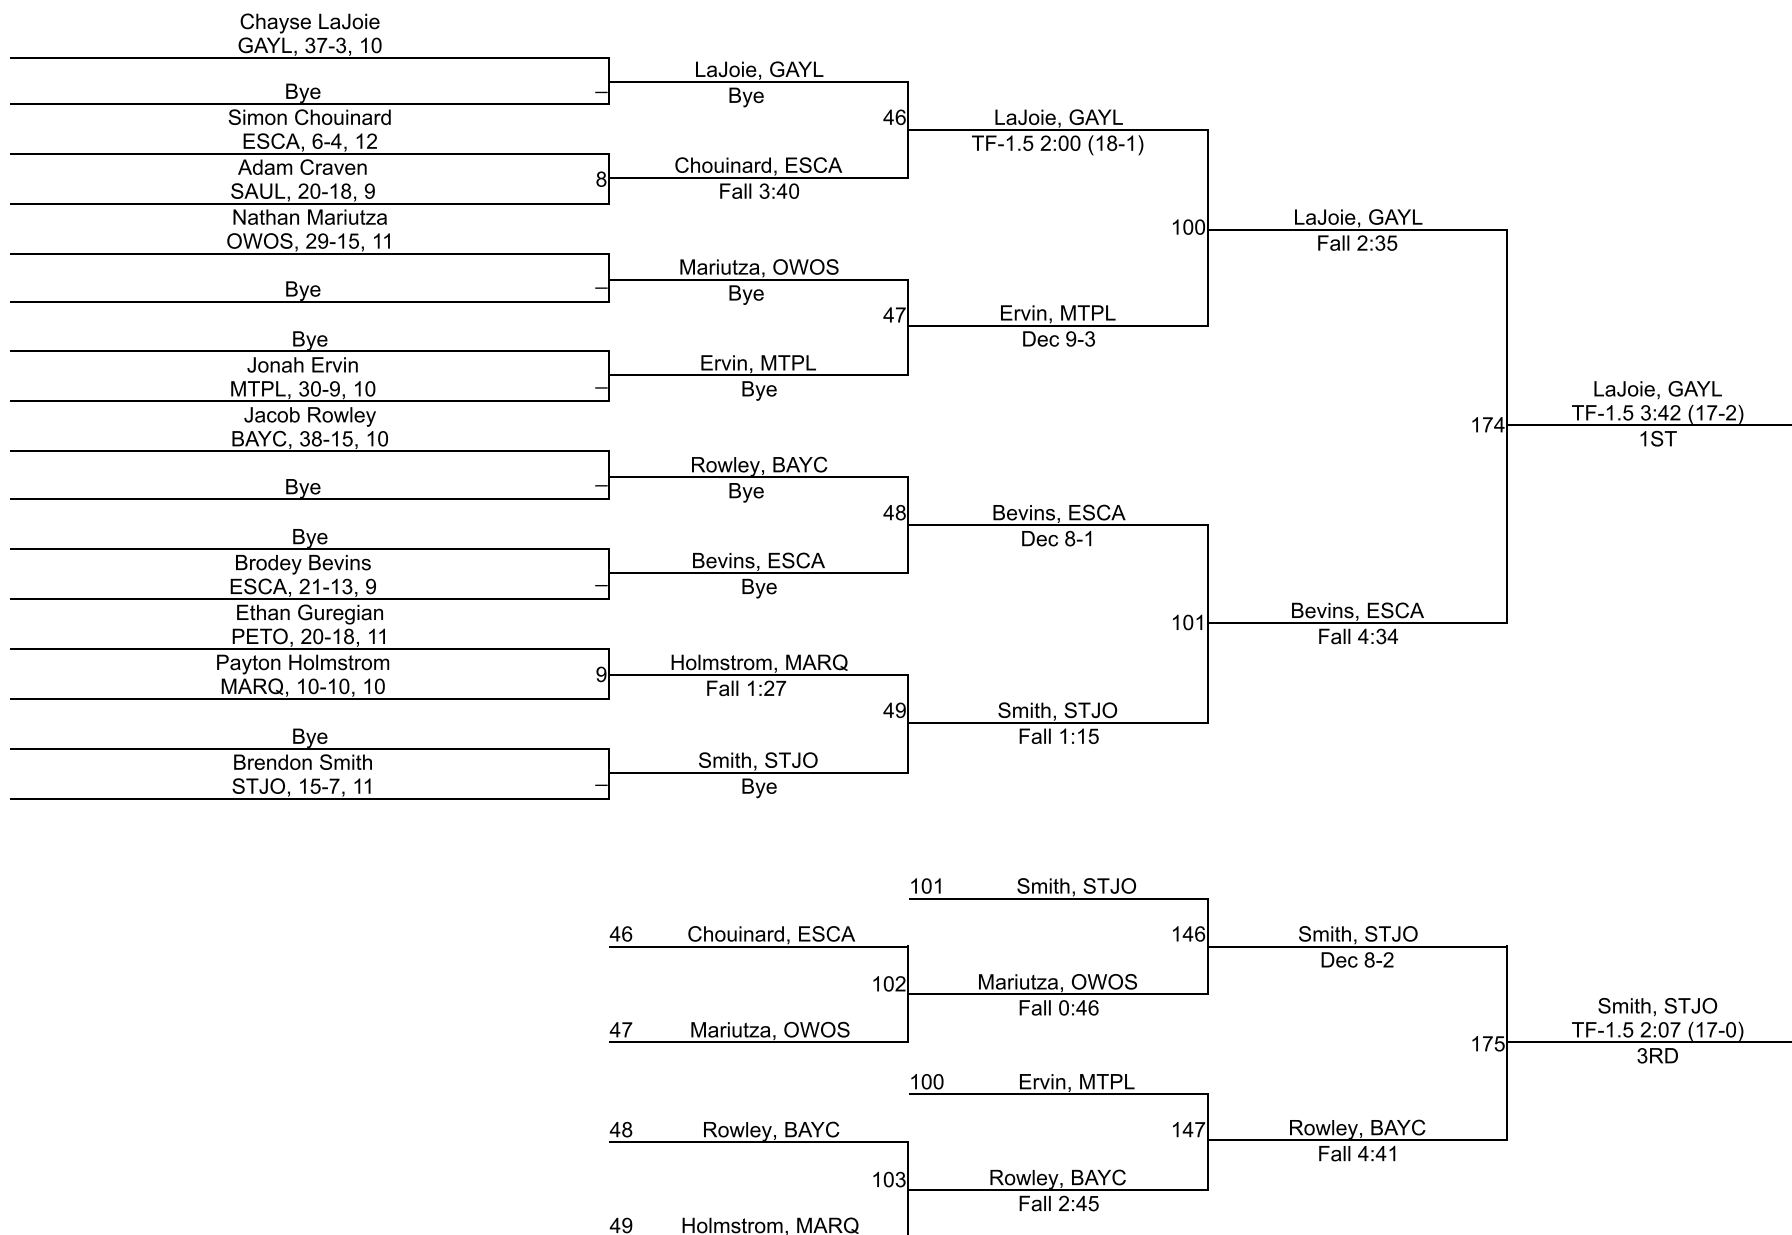 Chayse LaJoie
GAYL, 37-3, 10
Bye
–
Simon Chouinard
ESCA, 6-4, 12
Adam Craven
SAUL, 20-18, 9
8
Nathan Mariutza
OWOS, 29-15, 11
Bye
–
Bye
Jonah Ervin
MTPL, 30-9, 10
–
Jacob Rowley
BAYC, 38-15, 10
Bye
–
Bye
Brodey Bevins
ESCA, 21-13, 9
–
Ethan Guregian
PETO, 20-18, 11
Payton Holmstrom
MARQ, 10-10, 10
9
Bye
Brendon Smith
STJO, 15-7, 11
–
LaJoie, GAYL
Bye
46
Chouinard, ESCA
Fall 3:40
Mariutza, OWOS
Bye
47
Ervin, MTPL
Bye
Rowley, BAYC
Bye
48
Bevins, ESCA
Bye
Holmstrom, MARQ
Fall 1:27
49
Smith, STJO
Bye
LaJoie, GAYL
TF-1.5 2:00 (18-1)
100
Ervin, MTPL
Dec 9-3
Bevins, ESCA
Dec 8-1
101
Smith, STJO
Fall 1:15
LaJoie, GAYL
Fall 2:35
174
Bevins, ESCA
Fall 4:34
LaJoie, GAYL
TF-1.5 3:42 (17-2)
1ST
46 Chouinard, ESCA
102
47 Mariutza, OWOS
48 Rowley, BAYC
103
49 Holmstrom, MARQ
101 Smith, STJO
146
Mariutza, OWOS
Fall 0:46
100 Ervin, MTPL
147
Rowley, BAYC
Fall 2:45
Smith, STJO
Dec 8-2
175
Rowley, BAYC
Fall 4:41
Smith, STJO
TF-1.5 2:07 (17-0)
3RD